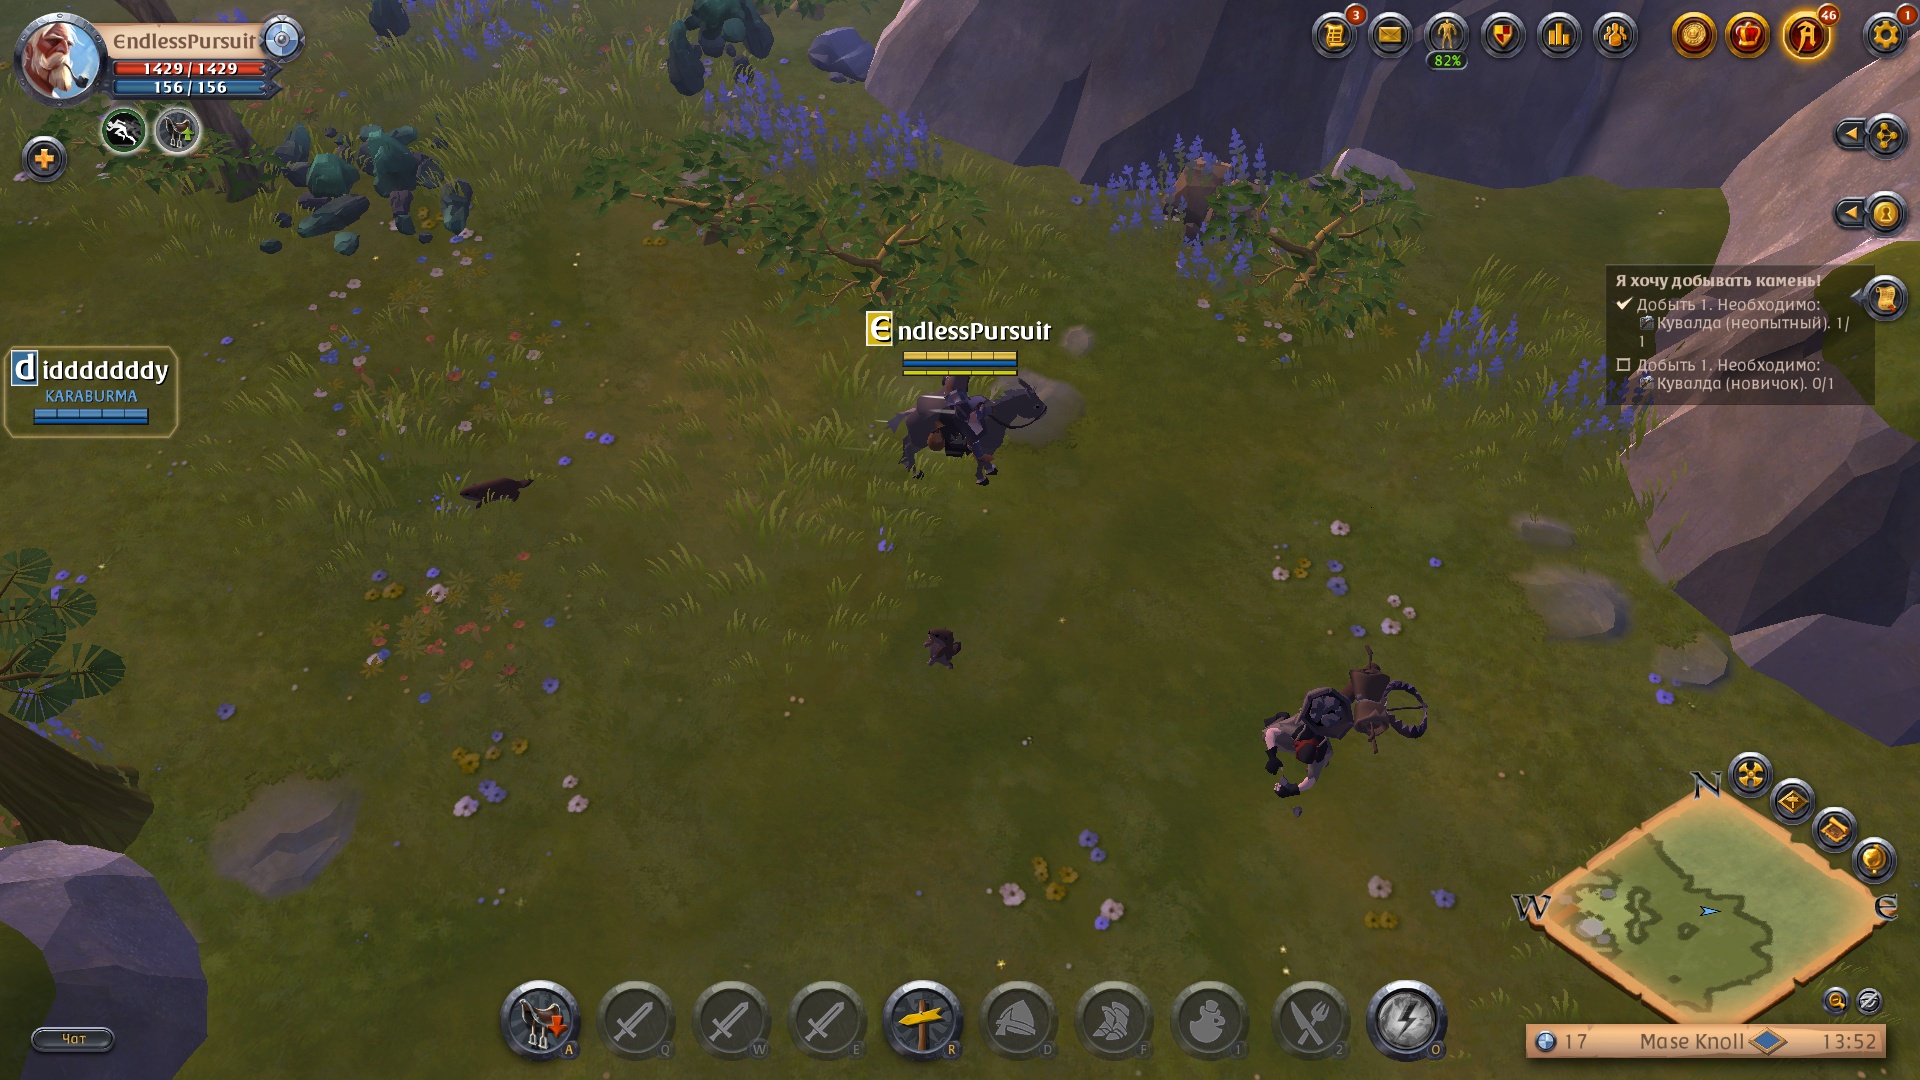 EndlessPursuit
1429/1429
156/156
3
82%
46
1
Я хочу добывать камень!
Добыть 1. Необходимо:
Кувалда (неопытный). 1/
1
Добыть 1. Необходимо:
Кувалда (новичок). 0/1
EndlessPursuit
didddddddy
KARABURMA
N
W
E
Чат
A
Q
W
E
R
D
F
1
2
O
17
Mase Knoll
13:52